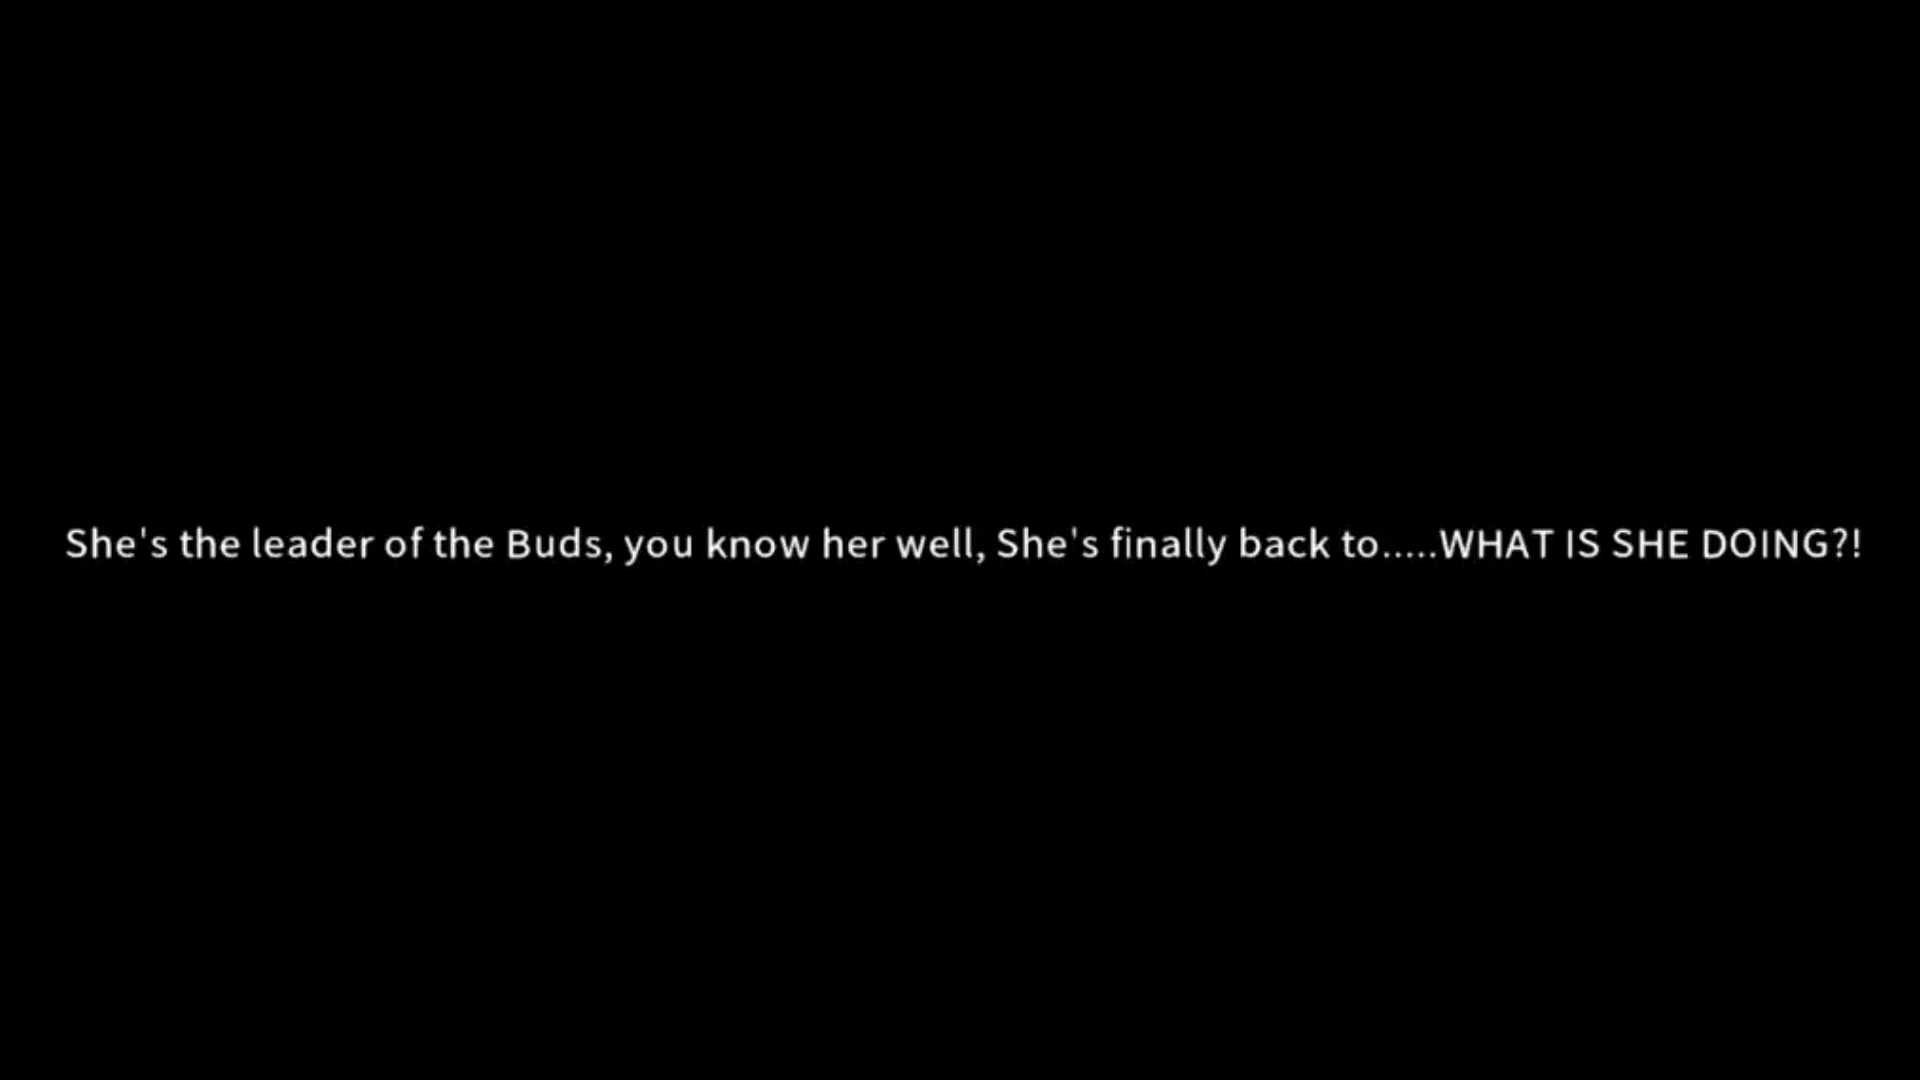 She's the leader of the Buds, you know her well, She's finally back to.....WHAT IS SHE DOING?!